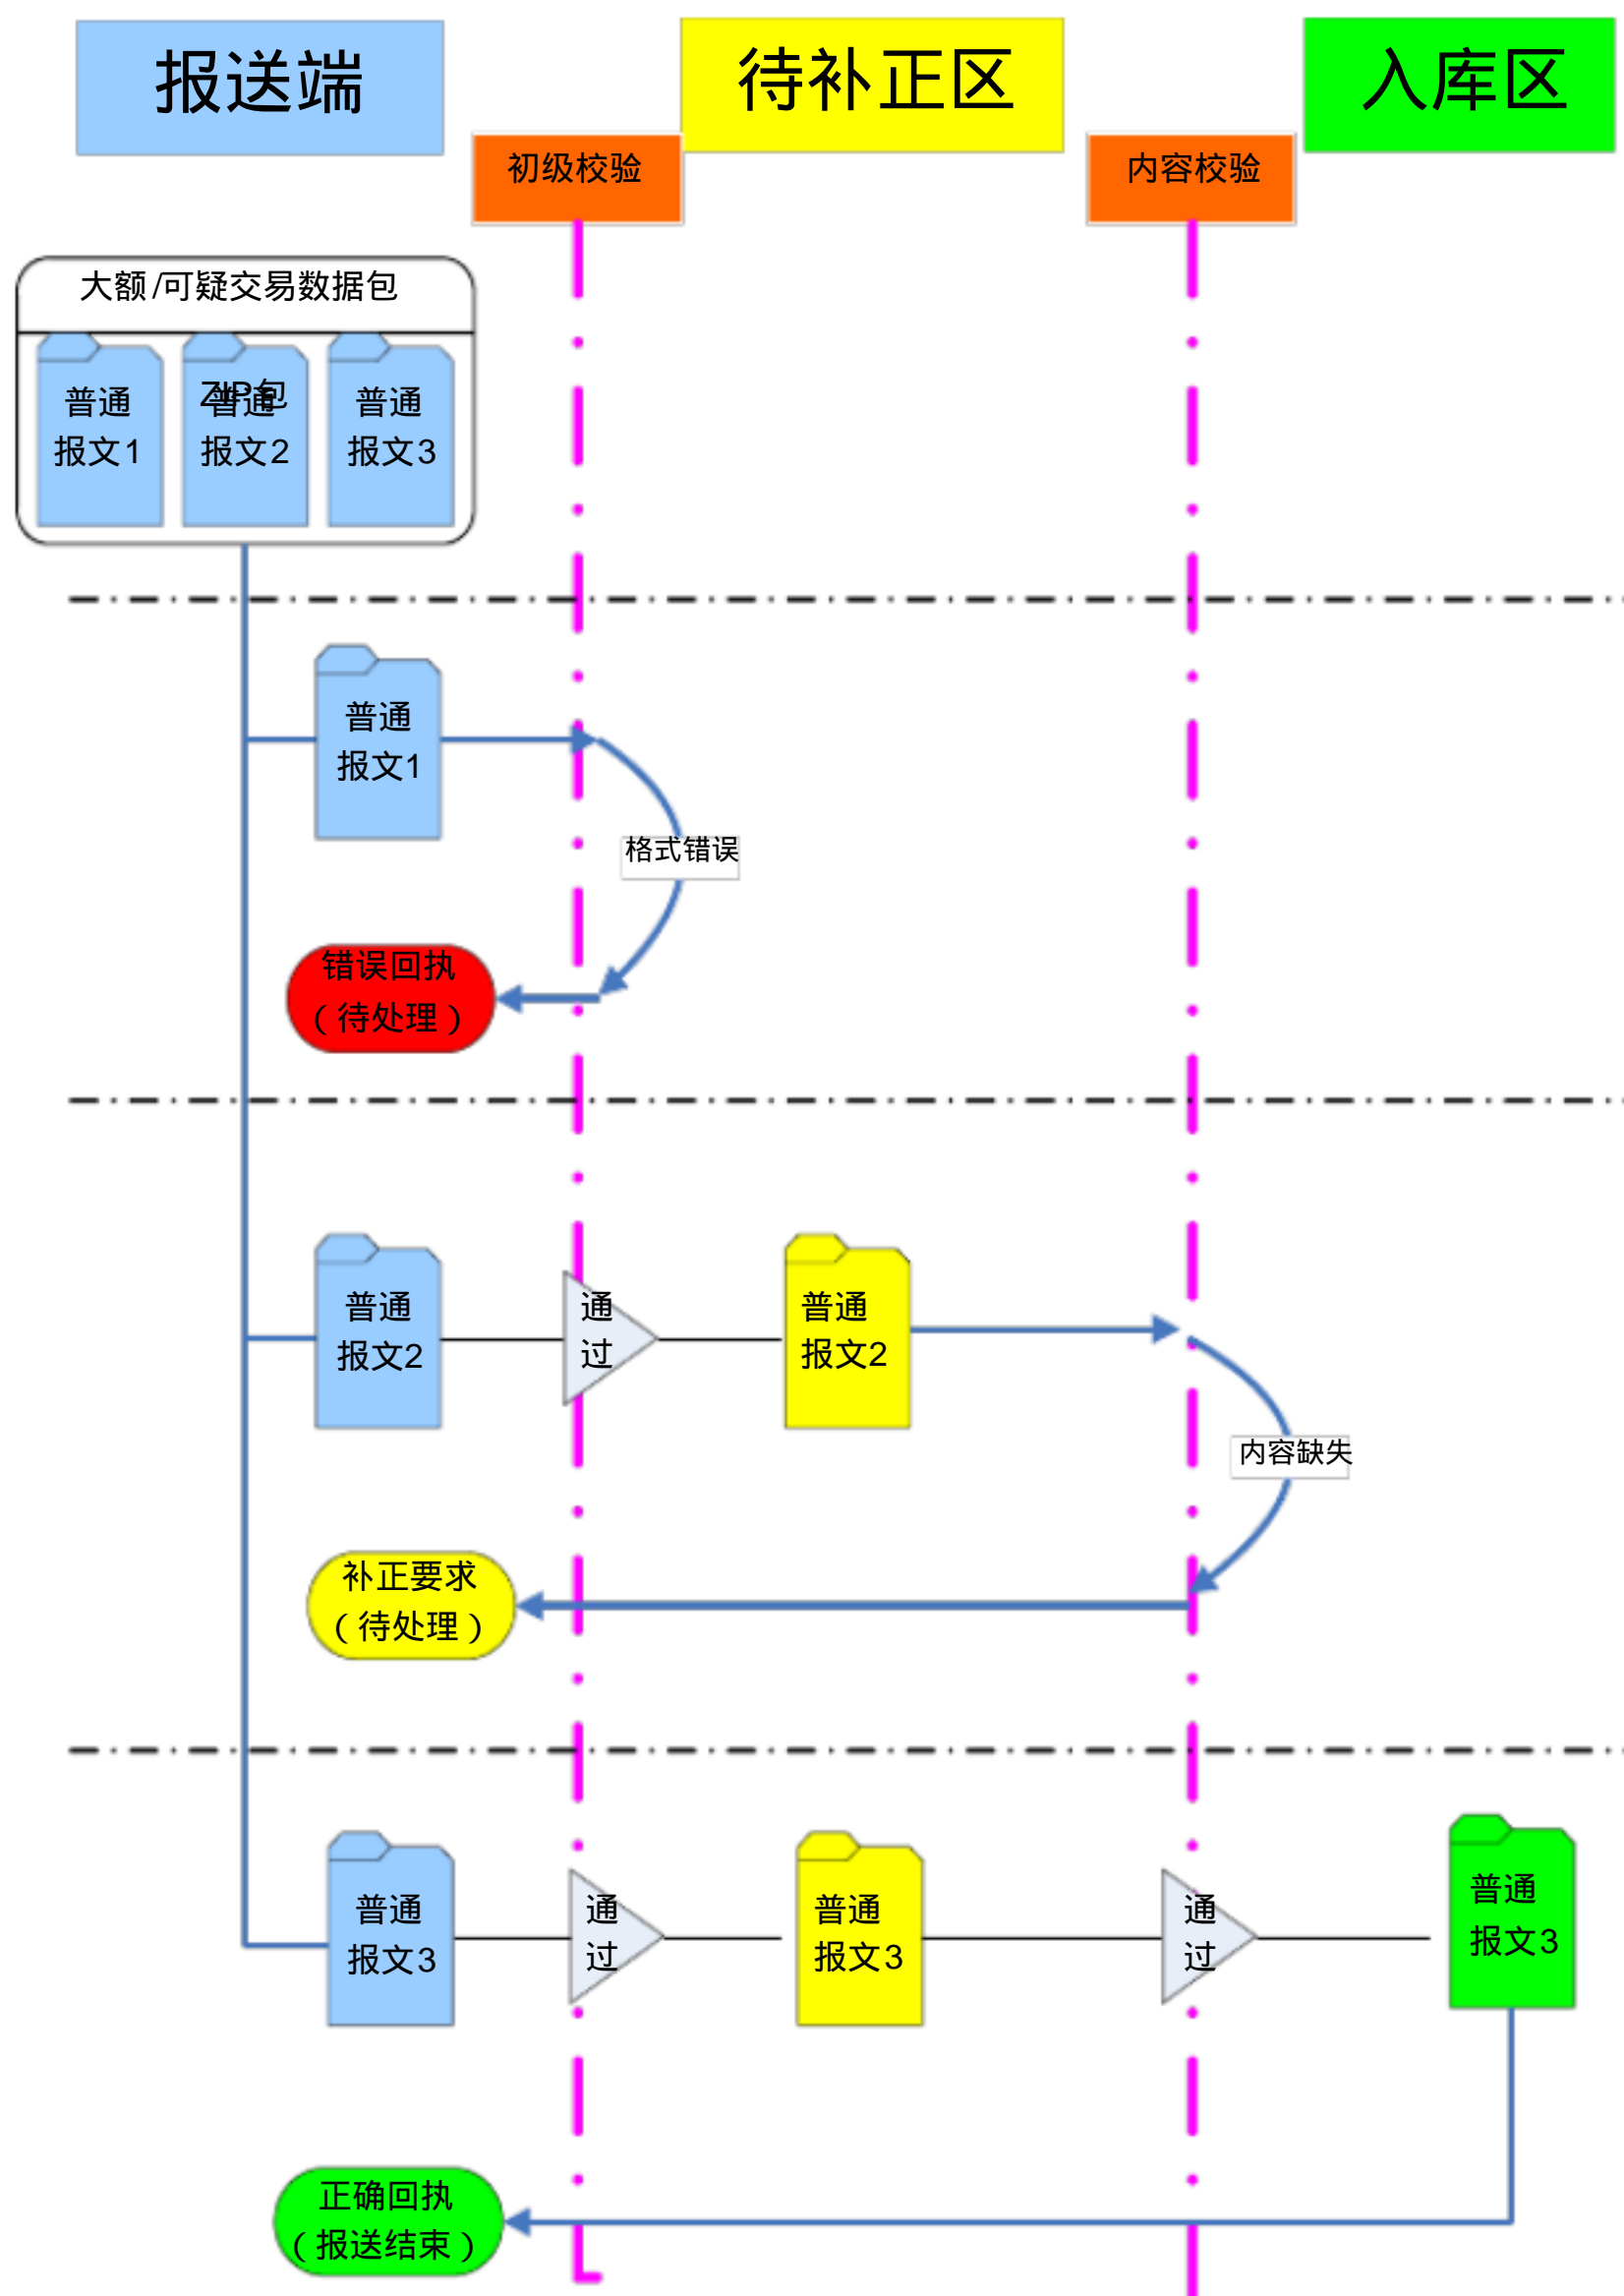 报送端
待补正区
入库区
初级校验
内容校验
大额/可疑交易数据包
ZIP包
普通
报文1
普通
报文2
普通
报文3
普通
报文1
格式错误
错误回执
（待处理）
普通
报文2
通
过
普通
报文2
内容缺失
补正要求
（待处理）
普通
报文3
通
过
普通
报文3
通
过
普通
报文3
正确回执
（报送结束）